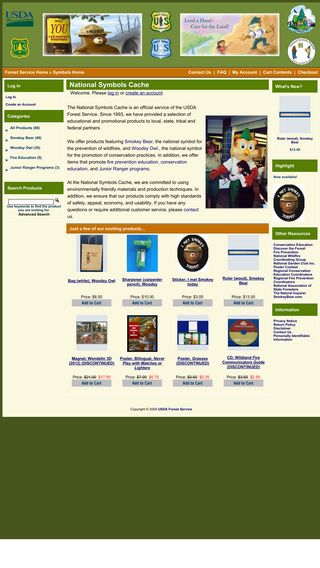 USDA
Lend a Hand
Care for the Land!
Forest Service Home » Symbols Home
Contact Us | FAQ | My Account | Cart Contents | Checkout
Log In
Log In
Create an Account
Categories
All Products (88)
Smokey Bear (48)
Woodsy Owl (30)
Fire Education (8)
Junior Ranger Programs (3)
Search Products
Use keywords to find the product you are looking for.
Advanced Search
National Symbols Cache
Welcome. Please log in or create an account
The National Symbols Cache is an official service of the USDA
Forest Service. Since 1993, we have provided a selection of
educational and promotional products to local, state, tribal and
federal partners.
We offer products featuring Smokey Bear, the national symbol for
the prevention of wildfires, and Woodsy Owl , the national symbol
for the promotion of conservation practices. In addition, we offer
items that promote fire prevention education, conservation
education, and Junior Ranger programs.
At the National Symbols Cache, we are committed to using
environmentally friendly materials and production techniques. In
addition, we ensure that our products comply with high standards
of safety, appeal, economy, and usability. If you have any
questions or require additional customer service, please contact
us.
Just a few of our exciting products...
Bag (white), Woodsy Owl
Price: $8.50
Add to Cart
Sharpener (carpenter pencil), Woodsy
Price: $10.00
Add to Cart
Sticker, I met Smokey today
Price: $3.00
Add to Cart
Ruler (wood), Smokey Bear
Price: $13.50
Add to Cart
Magnet, Wendelin 3D (2012) (DISCONTINUED)
Price: $21.00 $17.50
Add to Cart
Poster, Bilingual, Never Play with Matches or Lighters
Price: $7.00 $5.75
Add to Cart
Poster, Grasses (DISCONTINUED)
Price: $0.50 $0.25
Add to Cart
CD, Wildland Fire Communicators Guide (DISCONTINUED)
Price: $3.50 $2.50
Add to Cart
Copyright © 2009 USDA Forest Service
What's New?
Ruler (wood), Smokey Bear
$13.50
Highlight
Now available!
Other Resources
Conservation Education
Discover the Forest
Fire Prevention
National Wildfire
Coordinating Group
National Garden Club Inc.
Poster Contest
Regional Conservation
Education Coordinators
Regional Fire Prevention
Coordinators
National Association of
State Foresters
The Natural Inquirer
SmokeyBear.com
Information
Privacy Notice
Return Policy
Disclaimer
Contact Us
Personally Identifiable
Information